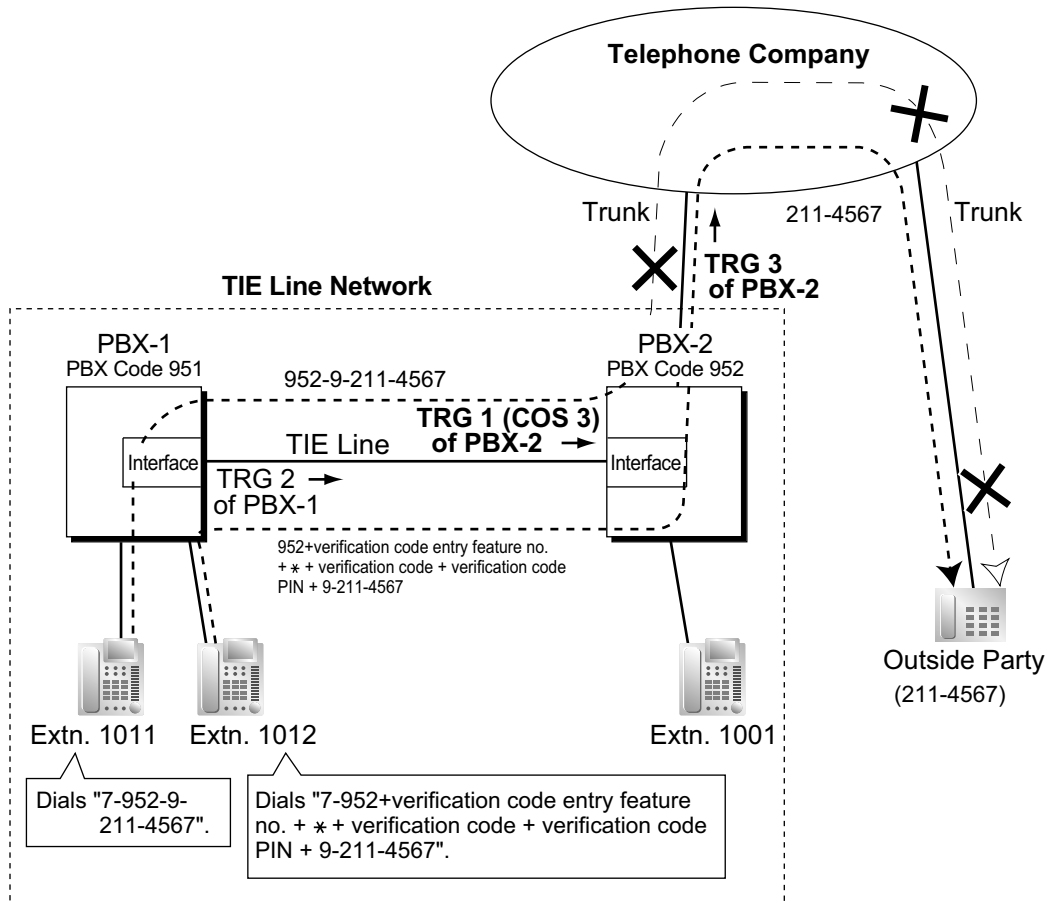 Telephone Company
Trunk
211-4567
Trunk
TRG 3
of PBX-2
TIE Line Network
PBX-1
PBX Code 951
PBX-2
PBX Code 952
952-9-211-4567
TRG 1 (COS 3)
of PBX-2
TIE Line
Interface
Interface
TRG 2
of PBX-1
952+verification code entry feature no.
+ * + verification code + verification code
PIN + 9-211-4567
Outside Party
(211-4567)
Extn. 1011
Extn. 1012
Extn. 1001
Dials "7-952-9-
211-4567".
Dials "7-952+verification code entry feature
no. + * + verification code + verification code
PIN + 9-211-4567".